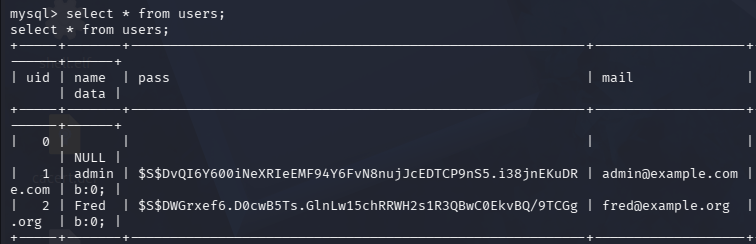 mysql> select * from users;
select * from users;
+-----+-------+---------------------------------------------------------+-------------------+
------+------+
| uid | name  | pass                                                    | mail
      | data |
+-----+-------+---------------------------------------------------------+-------------------+
------+------+
|   0 |       |                                                         |
      | NULL |
|   1 | admin | $S$DvQI6Y600iNeXRIeEMF94Y6FvN8nujJcEDTCP9nS5.i38jnEKuDR | admin@example.com
e.com | b:0; |
|   2 | Fred  | $S$DWGrxef6.D0cwB5Ts.GlnLw15chRRWH2s1R3QBwC0EkvBQ/9TCGg | fred@example.org
.org  | b:0; |
+-----+-------+---------------------------------------------------------+-------------------+